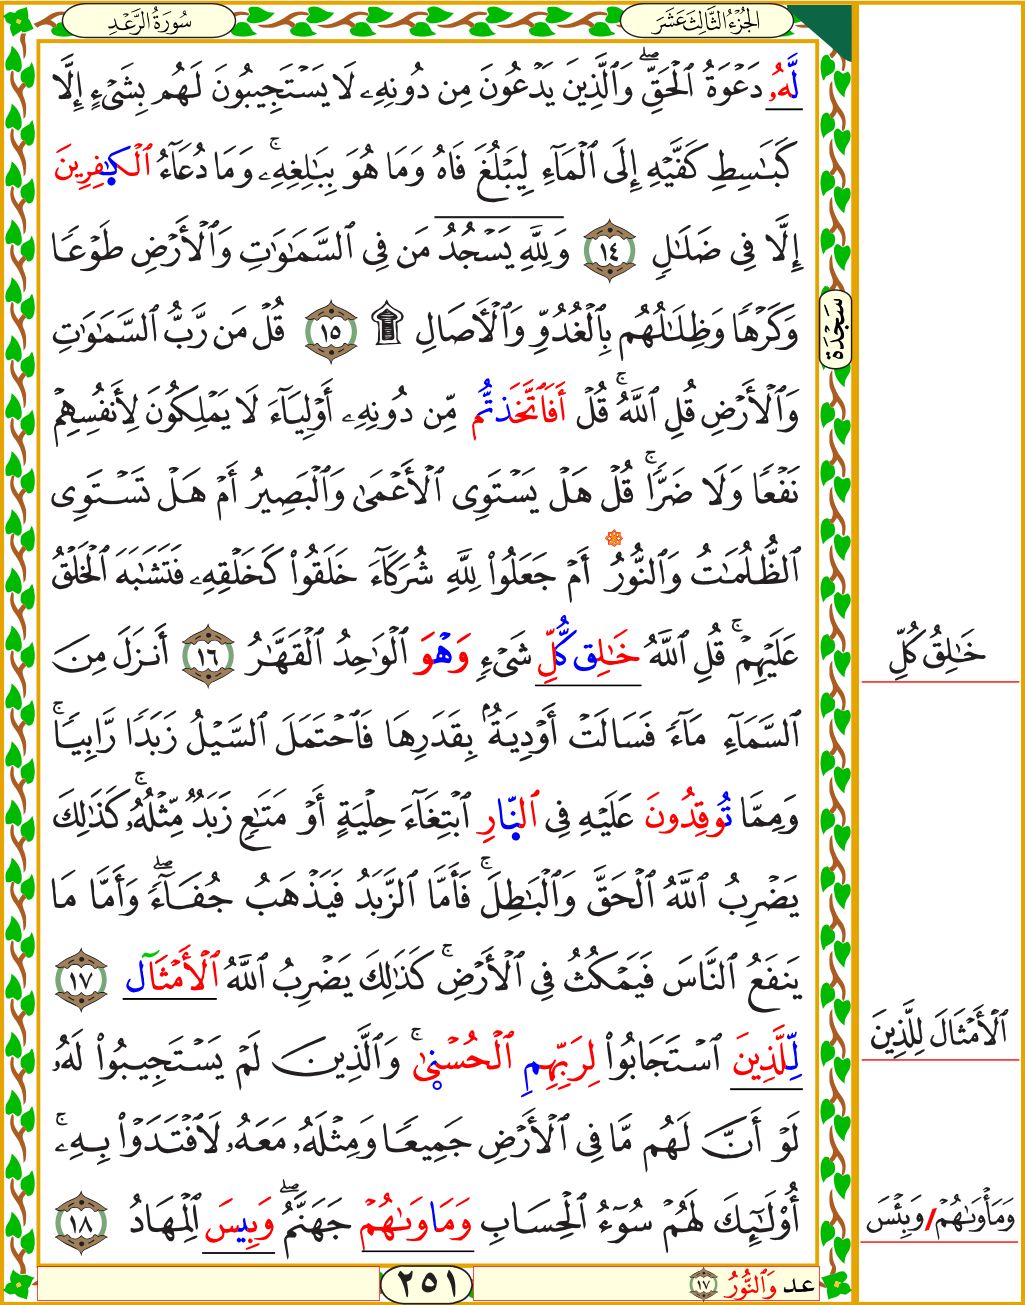 الجُزْءُ الثَّالِثَ عَشَرَ
سُورَةُ الرَّعْدِ
لَّهُۥ دَعْوَةُ ٱلْحَقِّۖ وَٱلَّذِينَ يَدْعُونَ مِن دُونِهِۦ لَا يَسْتَجِيبُونَ لَهُم بِشَىْءٍ إِلَّا
كَبَـٰسِطِ كَفَّيْهِ إِلَى ٱلْمَآءِ لِيَبْلُغَ فَاهُ وَمَا هُوَ بِبَـٰلِغِهِۦۚ وَمَا دُعَآءُ ٱلْكَـٰفِرِينَ
إِلَّا فِى ضَلَـٰلٍ ١٤ وَلِلَّهِ يَسْجُدُ مَن فِى ٱلسَّمَـٰوَٰتِ وَٱلْأَرْضِ طَوْعًا
وَكَرْهًا وَظِلَـٰلُهُم بِٱلْغُدُوِّ وَٱلْأَصَالِ ۩ ١٥ قُلْ مَن رَّبُّ ٱلسَّمَـٰوَٰتِ
سَجْدَة
وَٱلْأَرْضِ قُلِ ٱللَّهُۚ قُلْ أَفَٱتَّخَذتُّم مِّن دُونِهِۦ أَوْلِيَآءَ لَا يَمْلِكُونَ لِأَنفُسِهِمْ
نَفْعًا وَلَا ضَرًّاۚ قُلْ هَلْ يَسْتَوِى ٱلْأَعْمَىٰ وَٱلْبَصِيرُ أَمْ هَلْ تَسْتَوِى
ٱلظُّلُمَـٰتُ وَٱلنُّورُ أَمْ جَعَلُوا۟ لِلَّهِ شُرَكَآءَ خَلَقُوا۟ كَخَلْقِهِۦ فَتَشَـٰبَهَ ٱلْخَلْقُ
عَلَيْهِمْۚ قُلِ ٱللَّهُ خَـٰلِق كُّلِّ شَىْءٍ وَهْوَ ٱلْوَٰحِدُ ٱلْقَهَّـٰرُ ١٦ أَنزَلَ مِنَ
خَـٰلِقُ كُلِّ
ٱلسَّمَآءِ مَآءً فَسَالَتْ أَوْدِيَةٌۢ بِقَدَرِهَا فَٱحْتَمَلَ ٱلسَّيْلُ زَبَدًا رَّابِيًاۚ
وَمِمَّا تُوقِدُونَ عَلَيْهِ فِى ٱلنَّارِ ٱبْتِغَآءَ حِلْيَةٍ أَوْ مَتَـٰعٍ زَبَدٌ مِّثْلُهُۥۚ كَذَٰلِكَ
يَضْرِبُ ٱللَّهُ ٱلْحَقَّ وَٱلْبَـٰطِلَۚ فَأَمَّا ٱلزَّبَدُ فَيَذْهَبُ جُفَآءًۖ وَأَمَّا مَا
يَنفَعُ ٱلنَّاسَ فَيَمْكُثُ فِى ٱلْأَرْضِۚ كَذَٰلِكَ يَضْرِبُ ٱللَّهُ ٱلْأَمْثَآل ١٧
ٱلْأَمْثَالَ لِلَّذِينَ
لِّلَّذِينَ ٱسْتَجَابُوا۟ لِرَبِّهِمِ ٱلْحُسْنَىٰۚ وَٱلَّذِينَ لَمْ يَسْتَجِيبُوا۟ لَهُۥ
لَوْ أَنَّ لَهُم مَّا فِى ٱلْأَرْضِ جَمِيعًا وَمِثْلَهُۥ مَعَهُۥ لَٱفْتَدَوْا۟ بِهِۦٓۚ
أُو۟لَـٰٓئِكَ لَهُمْ سُوٓءُ ٱلْحِسَابِ وَمَاوَىٰهُمْ جَهَنَّمُۖ وَبِيسَ ٱلْمِهَادُ ١٨
وَمَأْوَىٰهُمْ/وَبِئْسَ
عد وَٱلنُّورُ ١٧
٢٥١